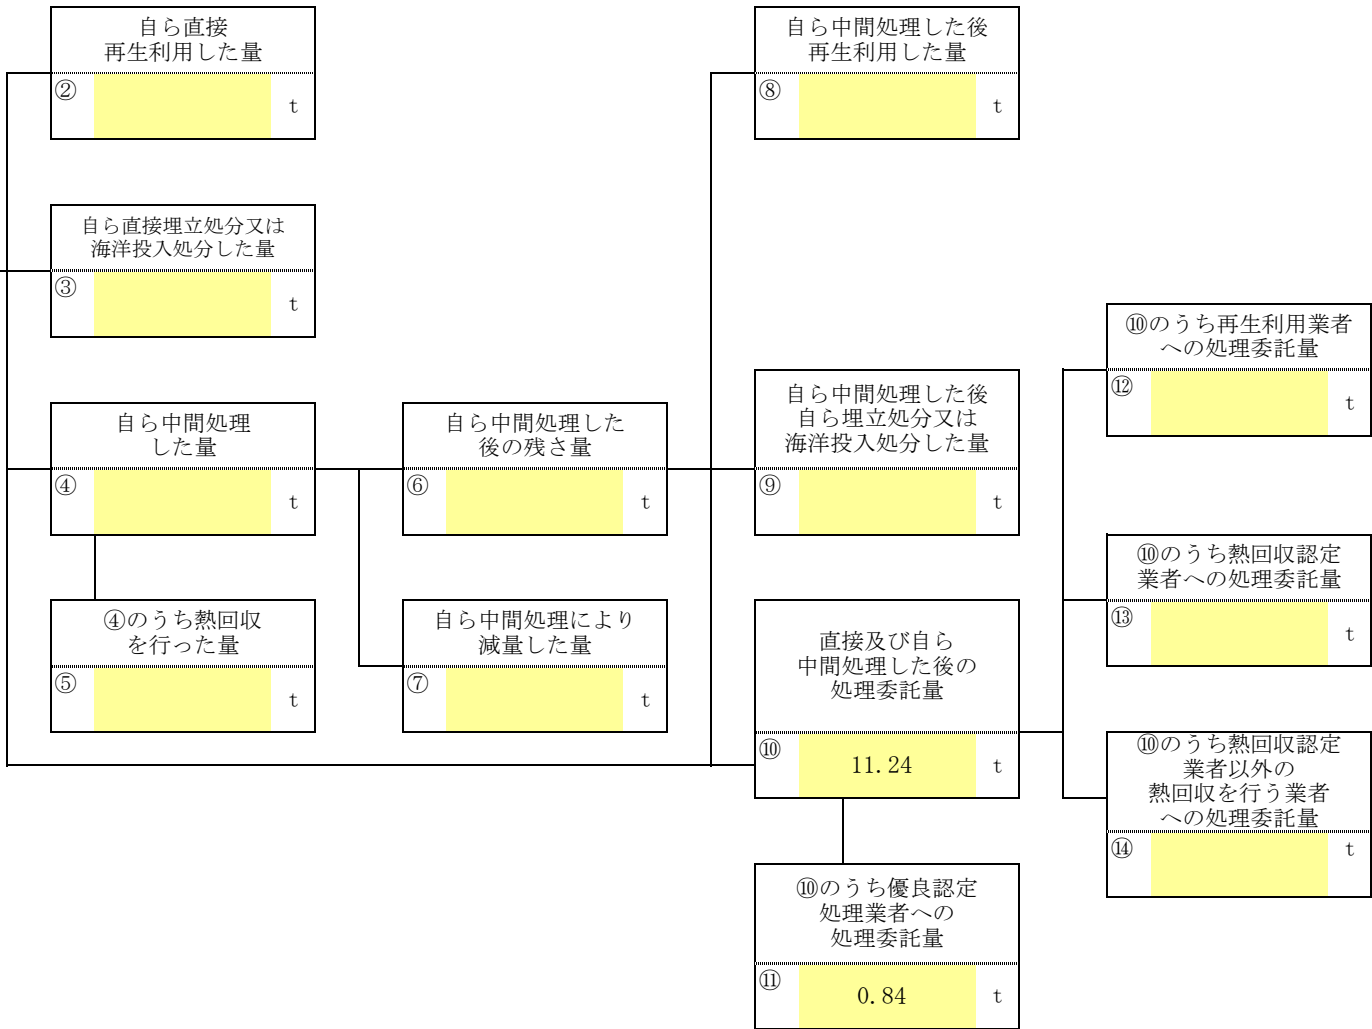 自ら直接
再生利用した量
② t
自ら中間処理した後
再生利用した量
⑧ t
自ら直接埋立処分又は
海洋投入処分した量
③ t
⑩のうち再生利用業者
への処理委託量
⑫ t
自ら中間処理
した量
④ t
自ら中間処理した
後の残さ量
⑥ t
自ら中間処理した後
自ら埋立処分又は
海洋投入処分した量
⑨ t
⑩のうち熱回収認定
業者への処理委託量
⑬ t
④のうち熱回収
を行った量
⑤ t
自ら中間処理により
減量した量
⑦ t
直接及び自ら
中間処理した後の
処理委託量
⑩ 11.24 t
⑩のうち熱回収認定
業者以外の
熱回収を行う業者
への処理委託量
⑭ t
⑩のうち優良認定
処理業者への
処理委託量
⑪ 0.84 t